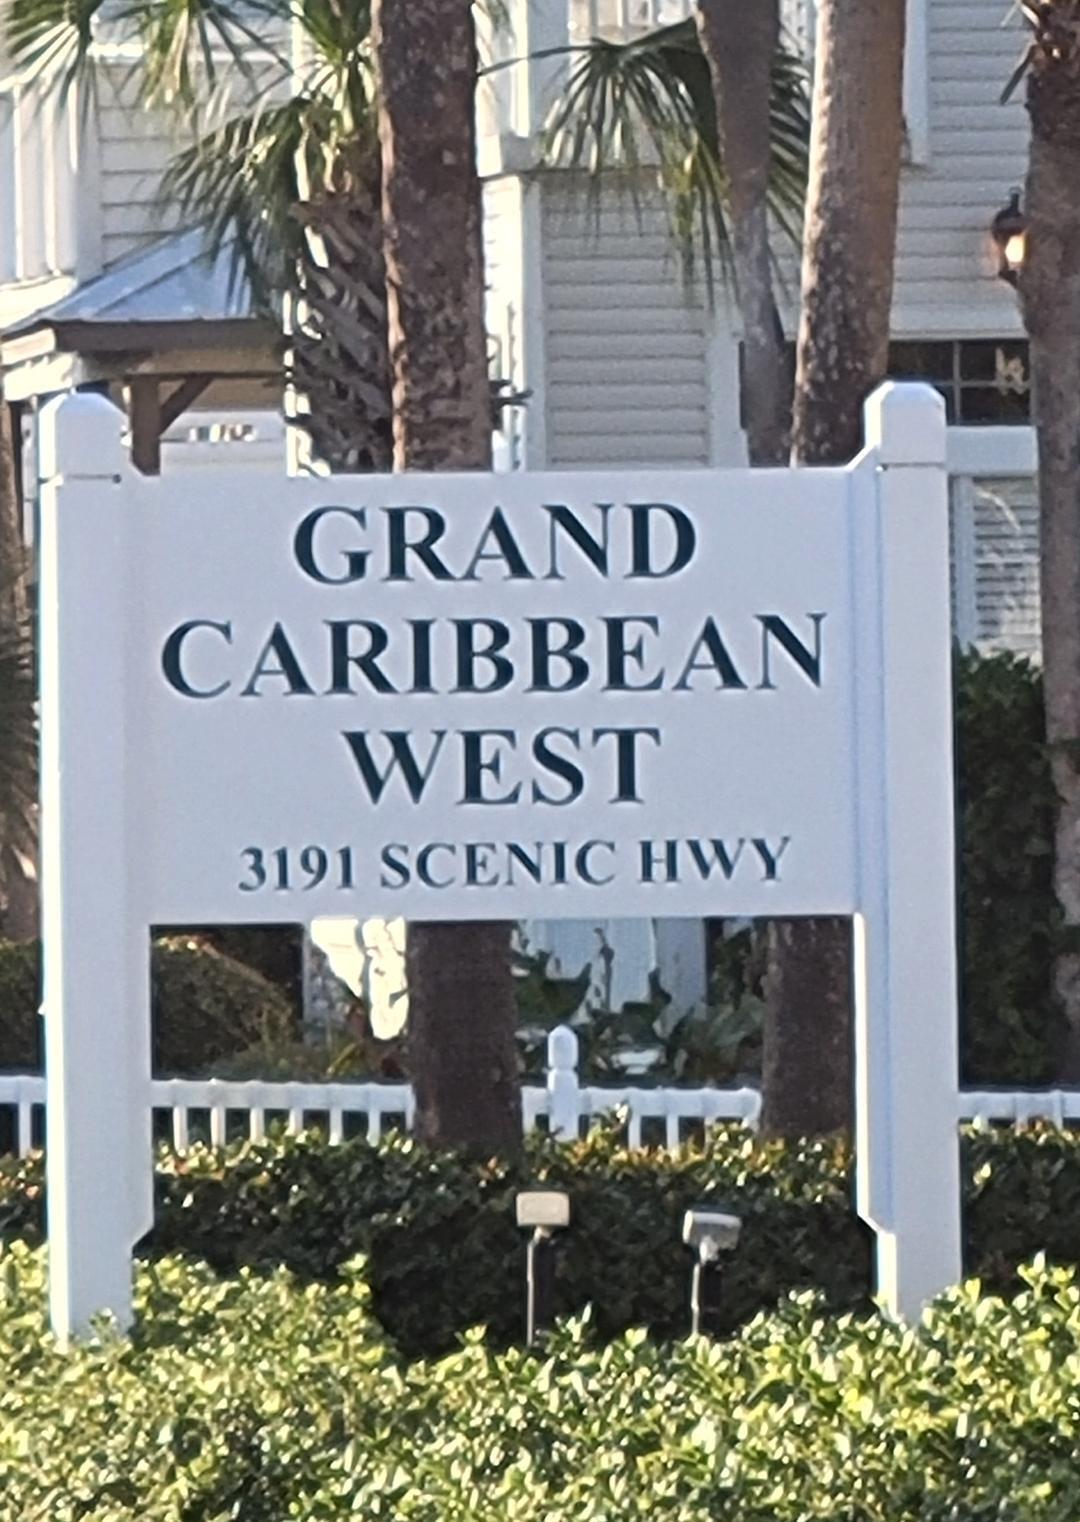 GRAND
CARIBBEAN
WEST
3191 SCENIC HWY